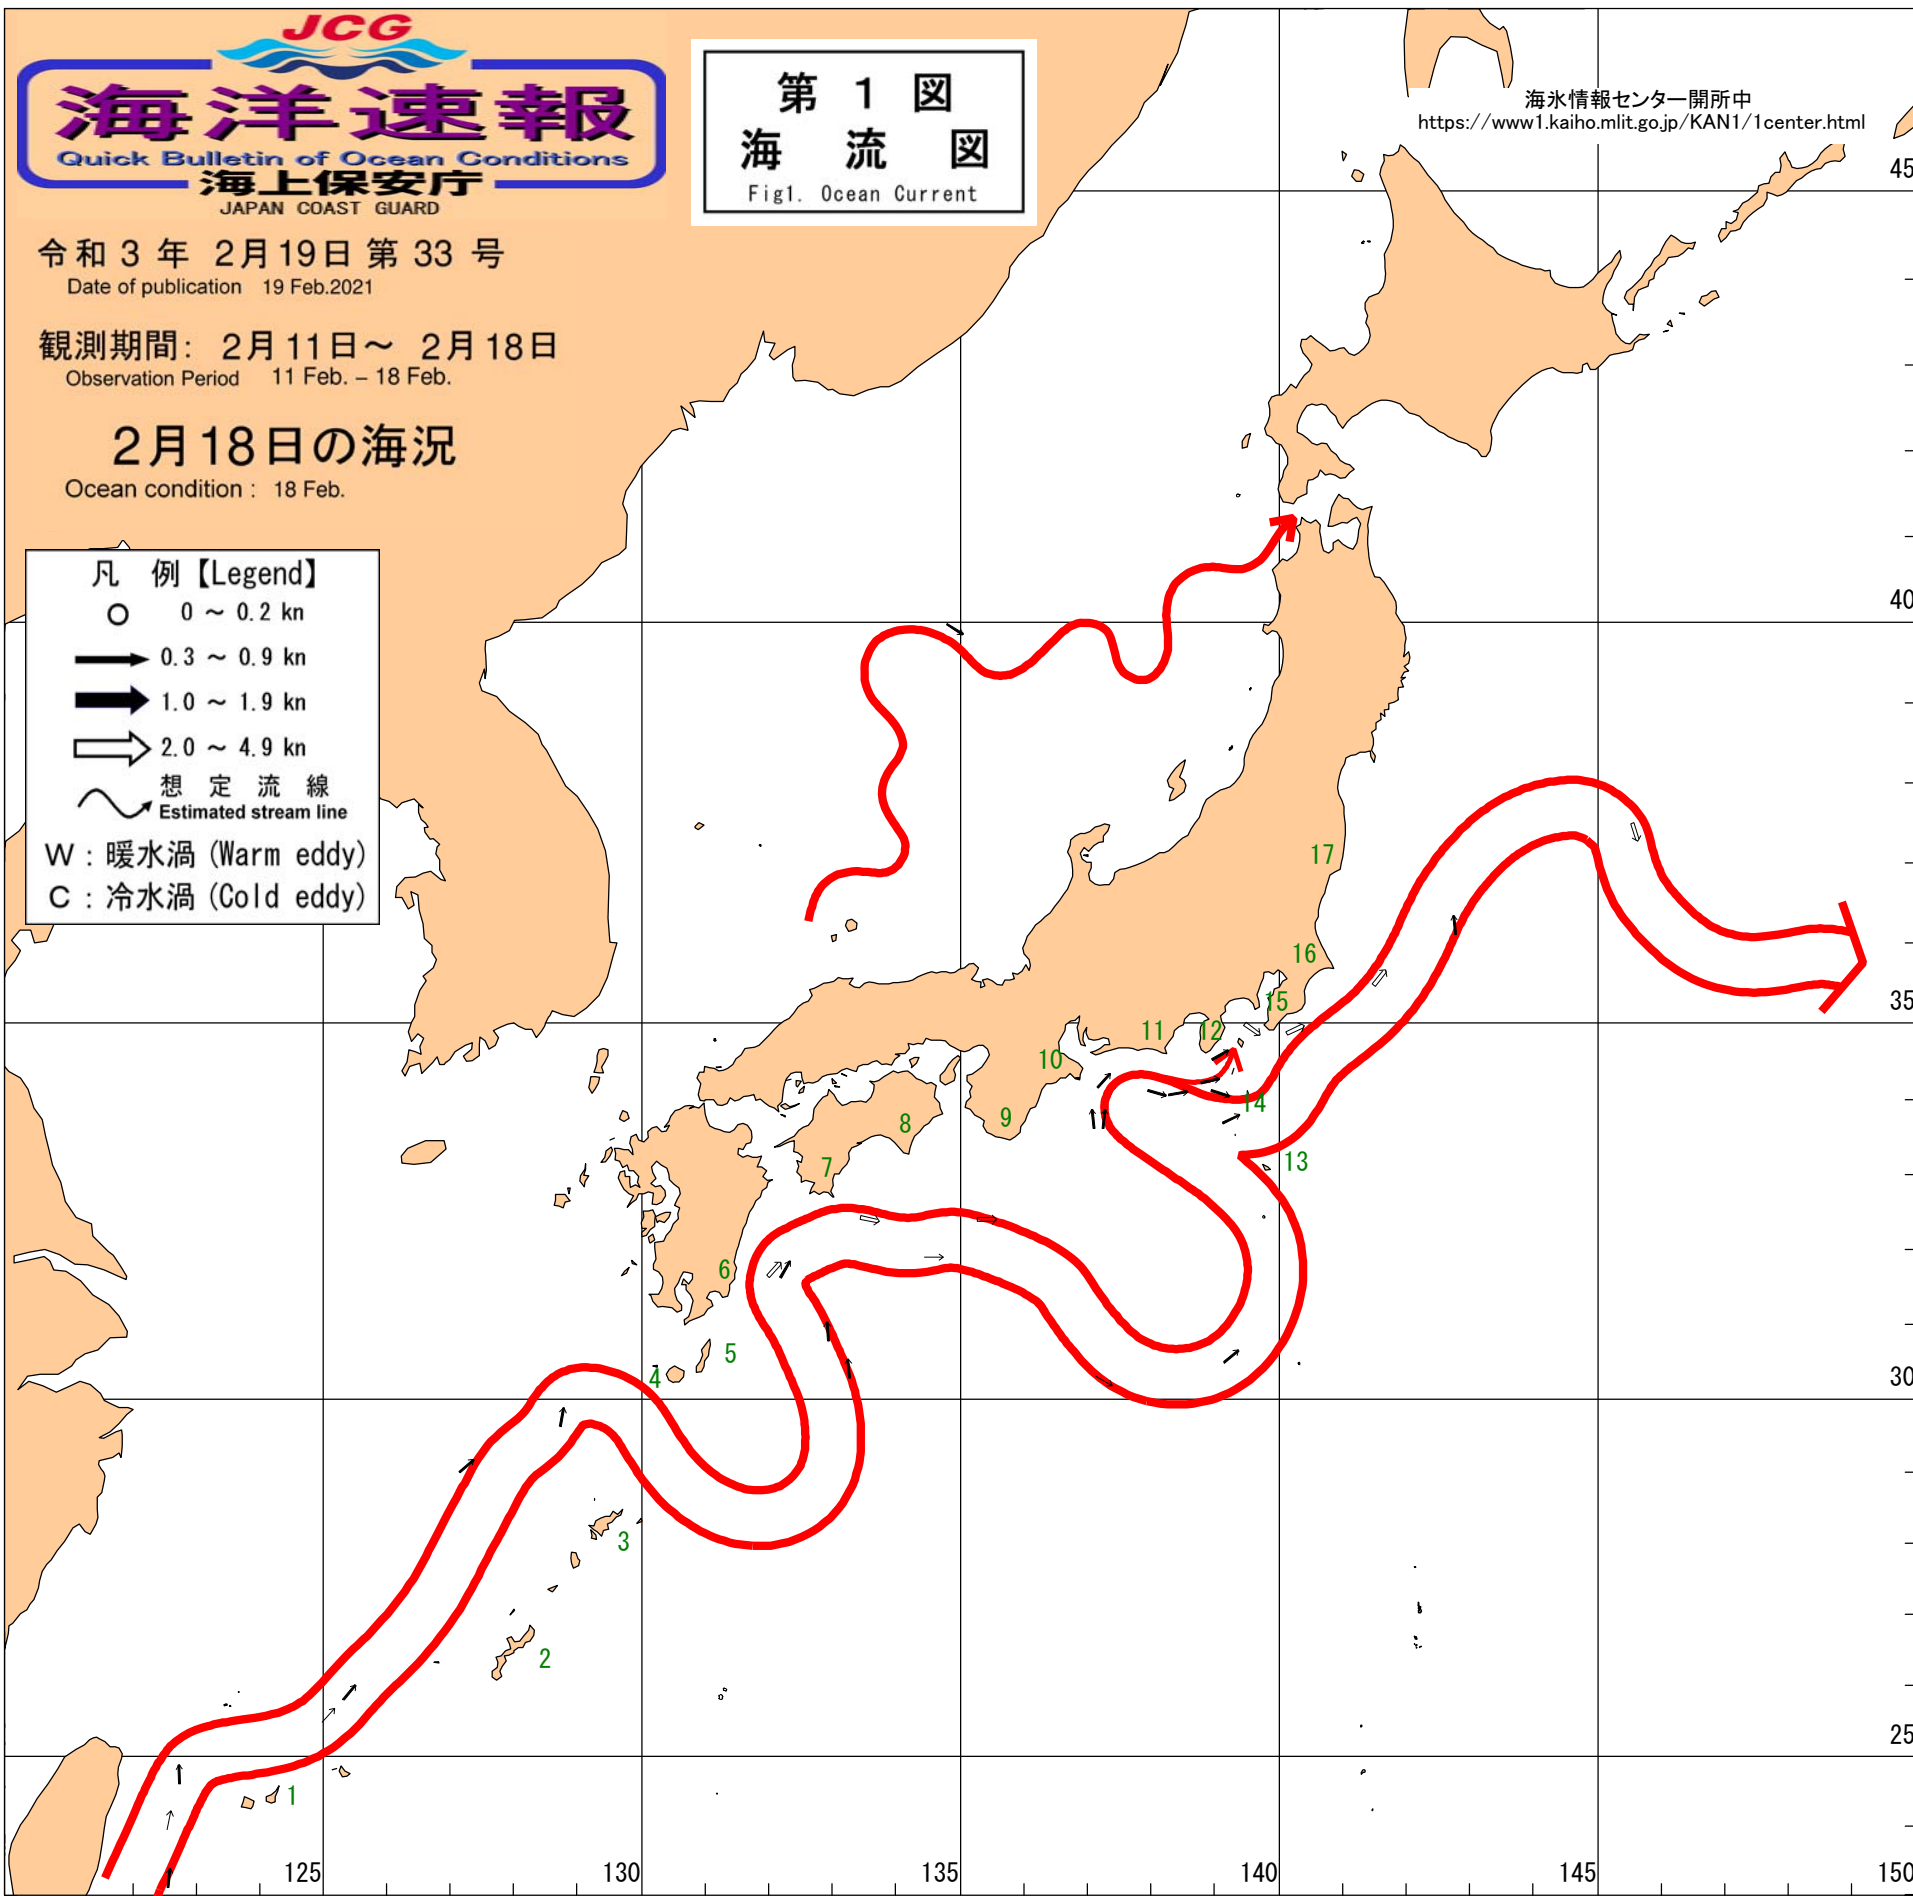 JCG
海洋速報
Quick Bulletin of Ocean Conditions
海上保安庁
JAPAN COAST GUARD
第 1 図
海 流 図
Fig1. Ocean Current
海氷情報センター開所中
https://www1.kaiho.mlit.go.jp/KAN1/1center.html
令和 3 年 2月19日 第 33 号
Date of publication 19 Feb.2021
観測期間: 2月11日~ 2月18日
Observation Period 11 Feb. – 18 Feb.
2月18日の海況
Ocean condition : 18 Feb.
凡 例【Legend】
0 ~ 0.2 kn
0.3 ~ 0.9 kn
1.0 ~ 1.9 kn
2.0 ~ 4.9 kn
想 定 流 線
Estimated stream line
W : 暖水渦 (Warm eddy)
C : 冷水渦 (Cold eddy)
45
40
17
16
35
15
12
11
10
14
9
8
13
7
6
5
4
30
3
2
25
1
125
130
135
140
145
150